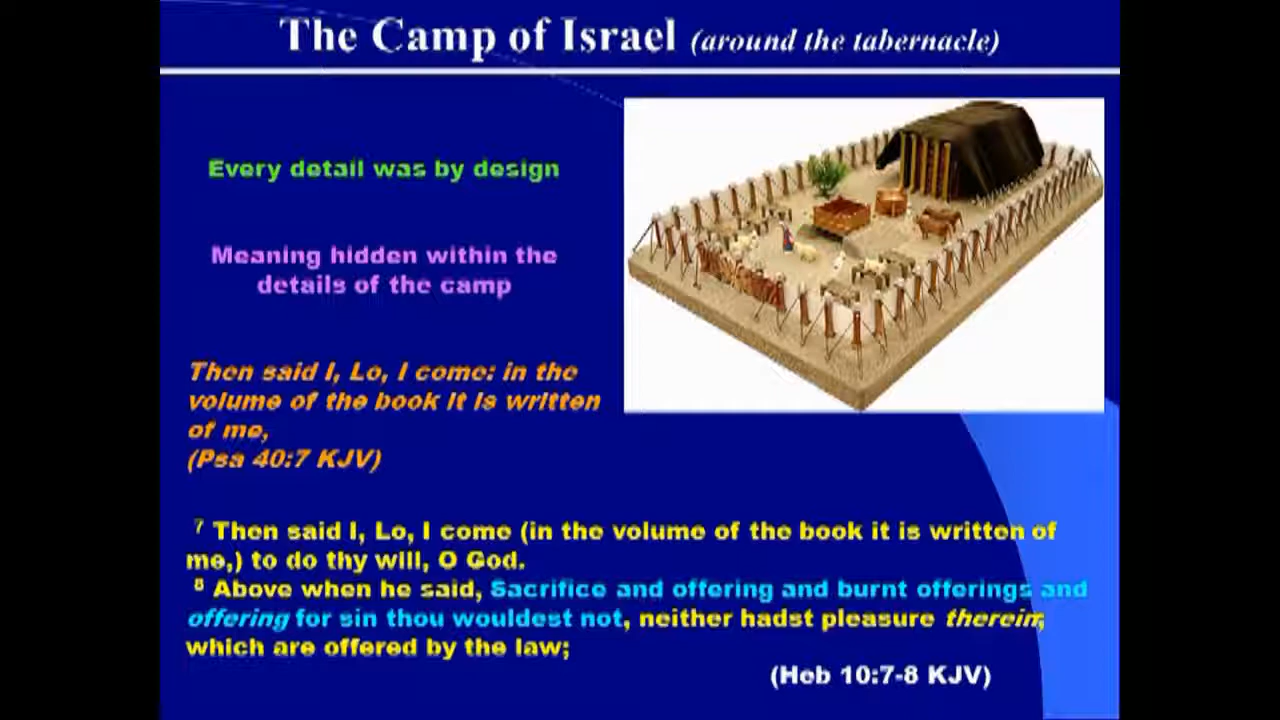 The Camp of Israel (around the tabernacle)
Every detail was by design
Meaning hidden within the
details of the camp
Then said I, Lo, I come: in the
volume of the book it is written
of me,
(Psa 40:7 KJV)
7 Then said I, Lo, I come (in the volume of the book it is written of
me,) to do thy will, O God.
8 Above when he said, Sacrifice and offering and burnt offerings and
offering for sin thou wouldest not, neither hadst pleasure therein;
which are offered by the law;
(Heb 10:7-8 KJV)